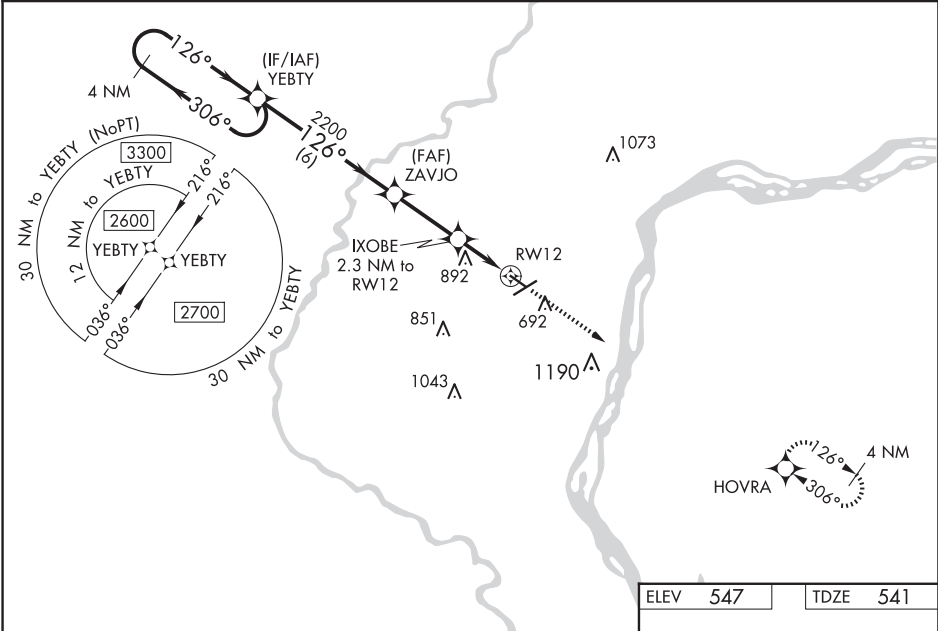 126°
(IF/IAF)
YEBTY
4 NM
306°
2200
126°
(6)
30 NM to YEBTY (NoPT)
3300
12 NM to YEBTY
2600
216°
216°
YEBTY
YEBTY
036°
036°
2700
30 NM to YEBTY
(FAF)
ZAVJO
1073
IXOBE
2.3 NM to
RW12
892
RW12
851
692
1043
1190
126°
4 NM
HOVRA
306°
ELEV 547
TDZE 541